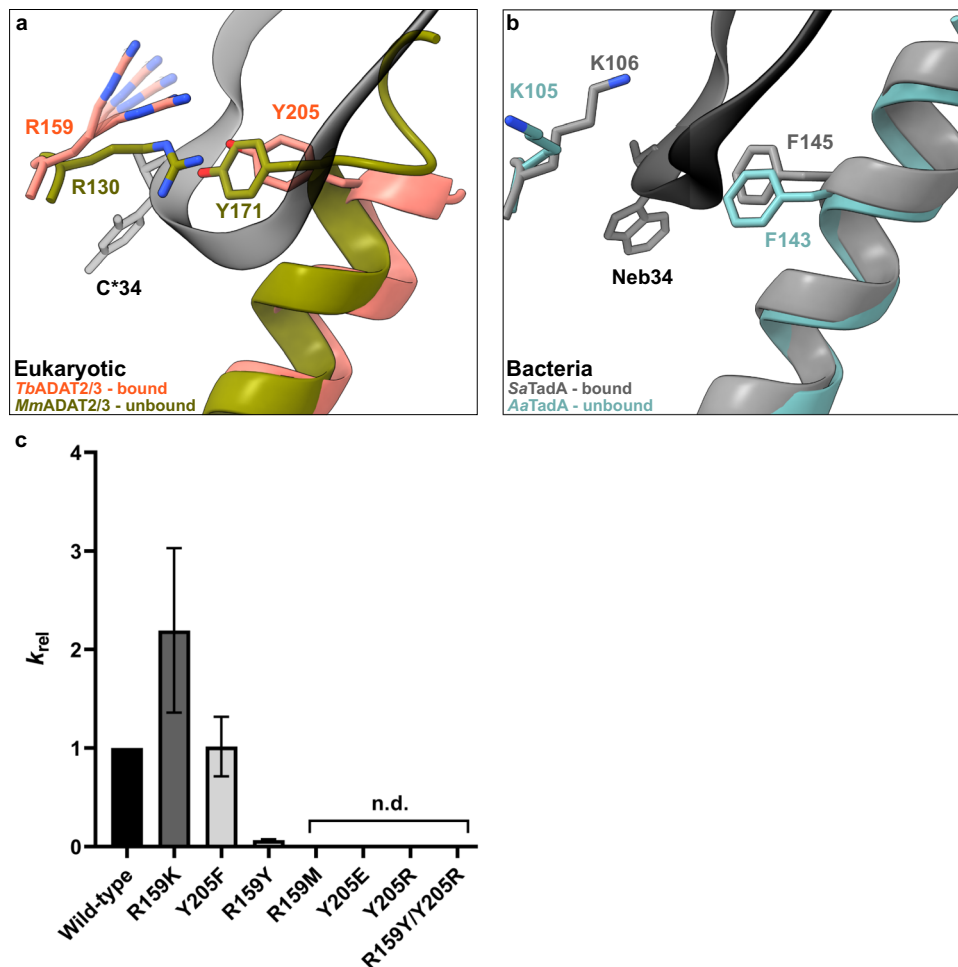 a
R159
R130
Y205
Y171
C*34
Eukaryotic
TbADAT2/3 - bound
MmADAT2/3 - unbound
b
K106
K105
F145
F143
Neb34
Bacteria
SaTadA - bound
AaTadA - unbound
c
krel
4
3
2
1
0
n.d.
Wild-type
R159K
Y205F
R159Y
R159M
Y205E
Y205R
R159Y/Y205R